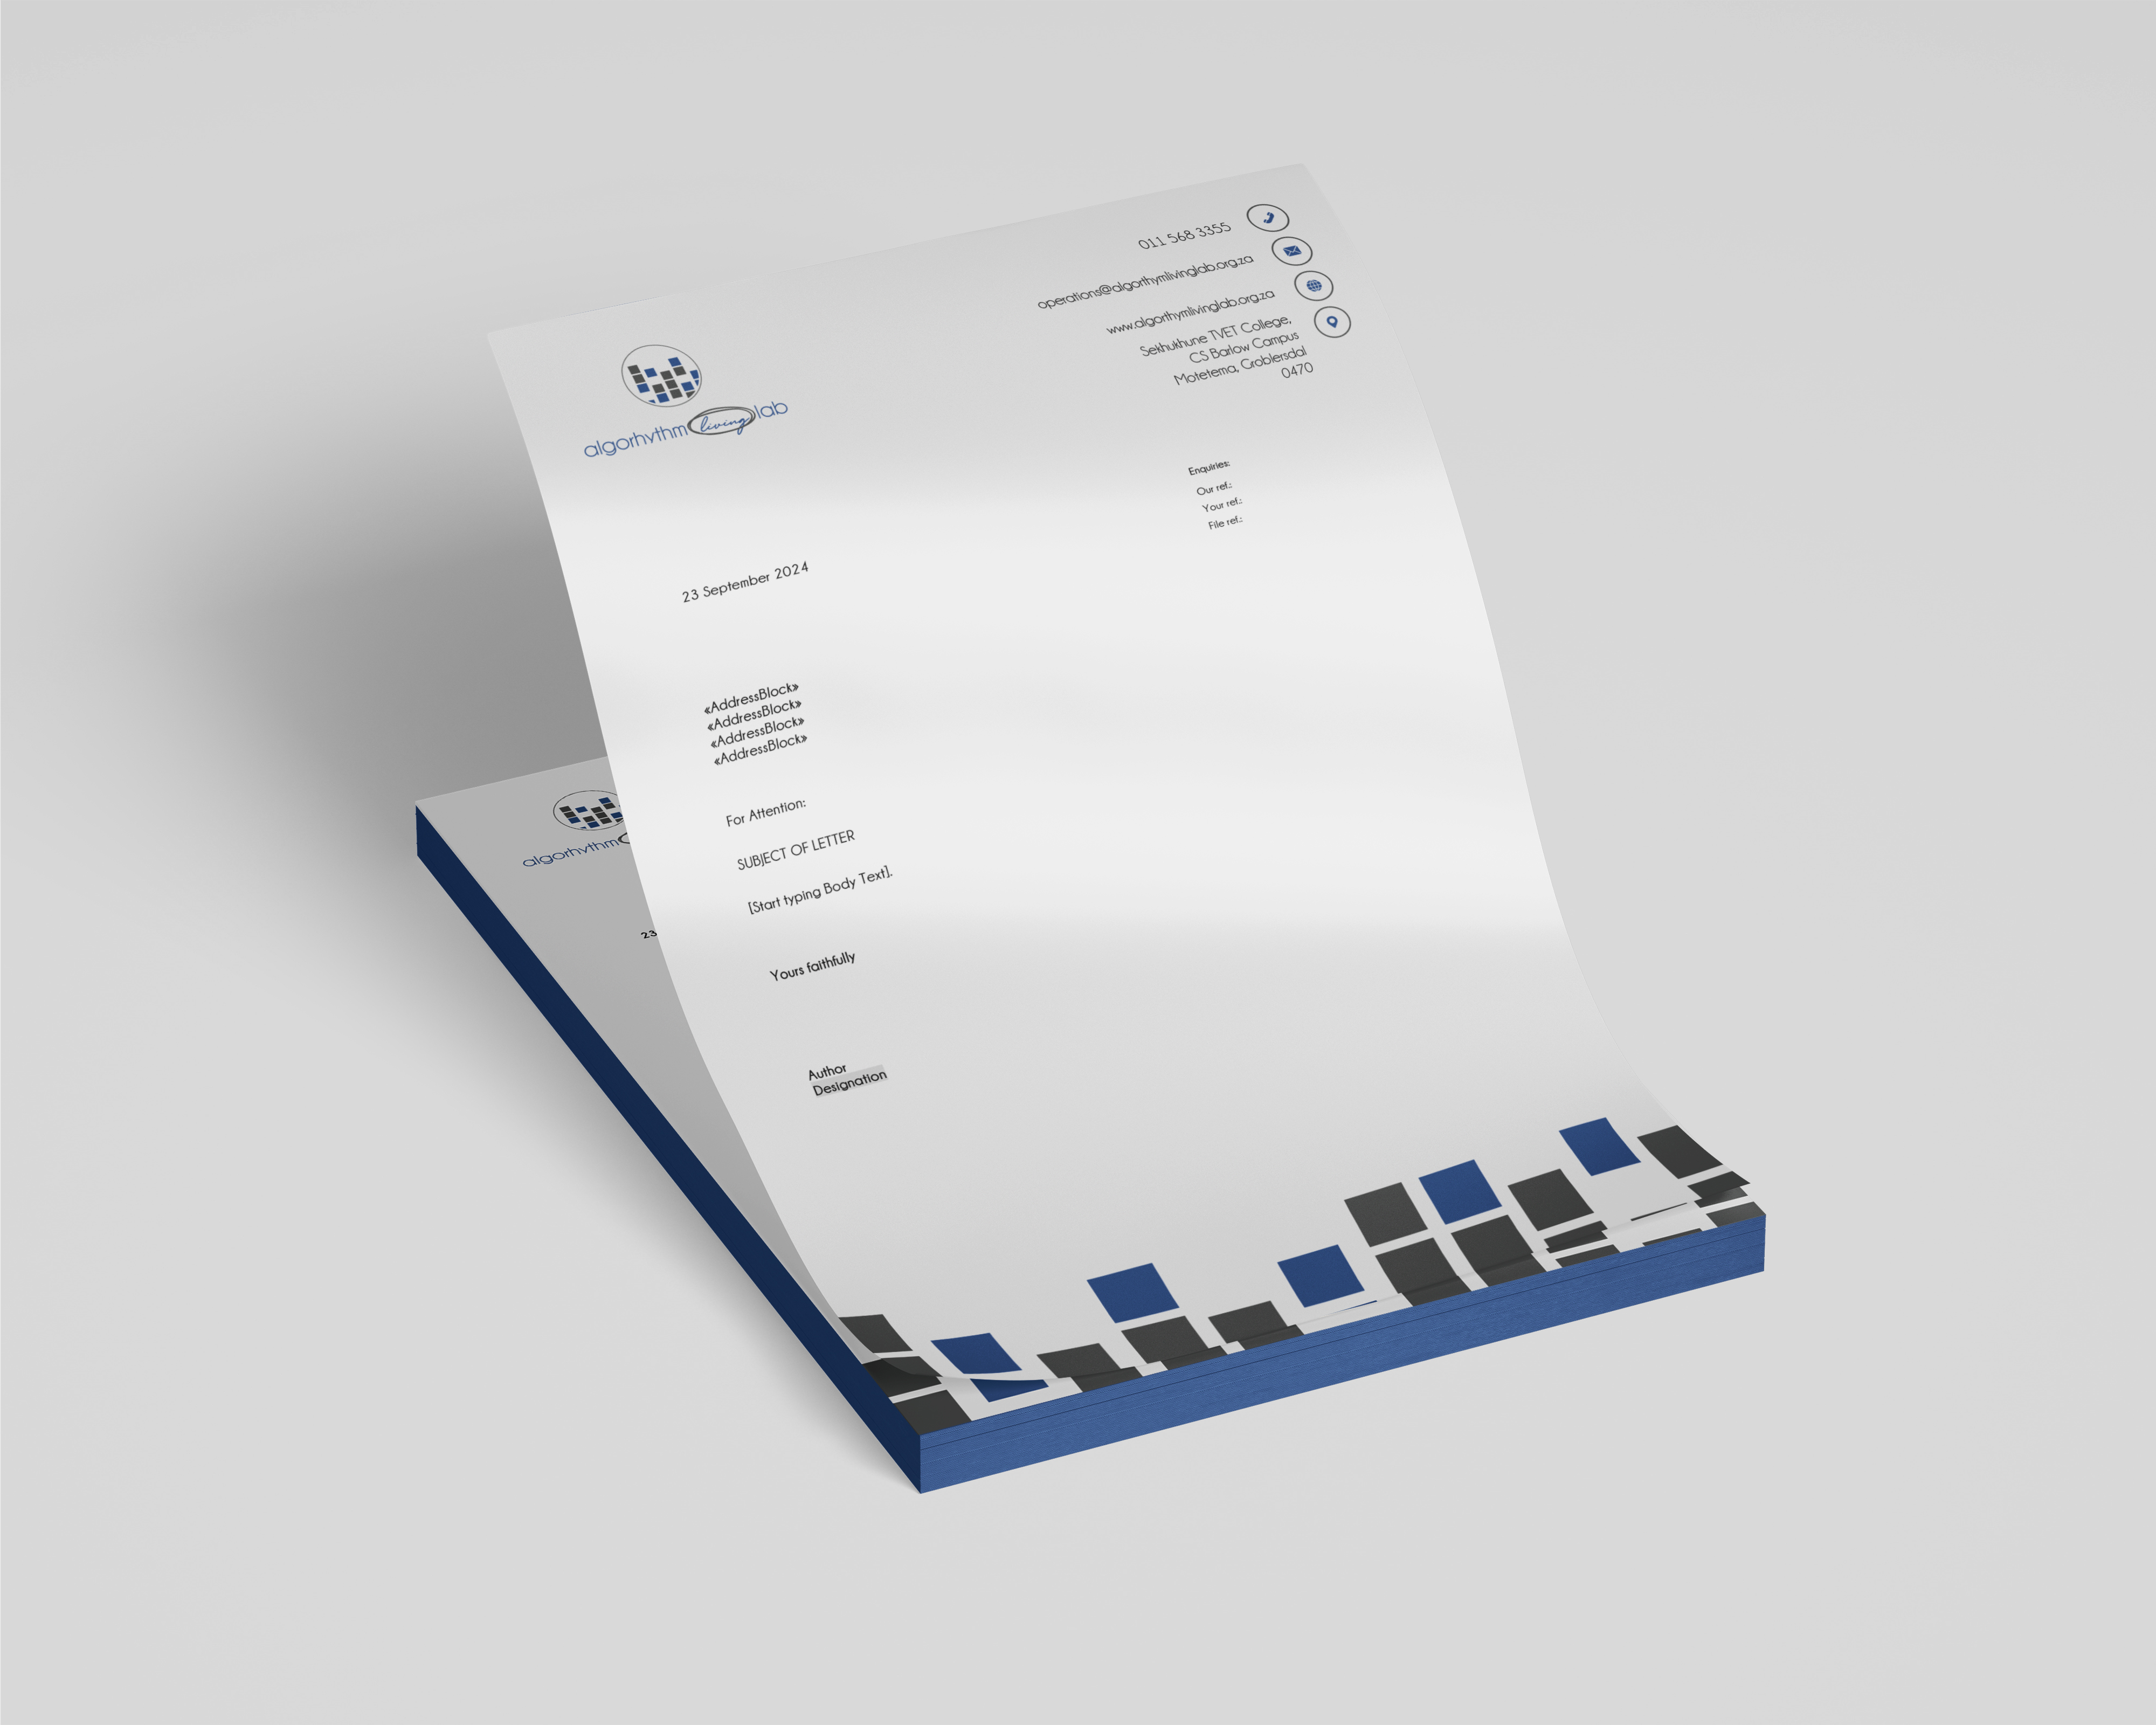 algorhythm living lab
011 568 3355
operations@algorthymlivinglab.org.za
www.algorthymlivinglab.org.za
Sekhukhune TVET College,
CS Barlow Campus
Motetema, Groblersdal
0470
Enquiries:
Our ref.:
Your ref.:
File ref.:
23 September 2024
«AddressBlock»
«AddressBlock»
«AddressBlock»
«AddressBlock»
For Attention:
SUBJECT OF LETTER
[Start typing Body Text].
Yours faithfully
Author
Designation
algorhythm
23